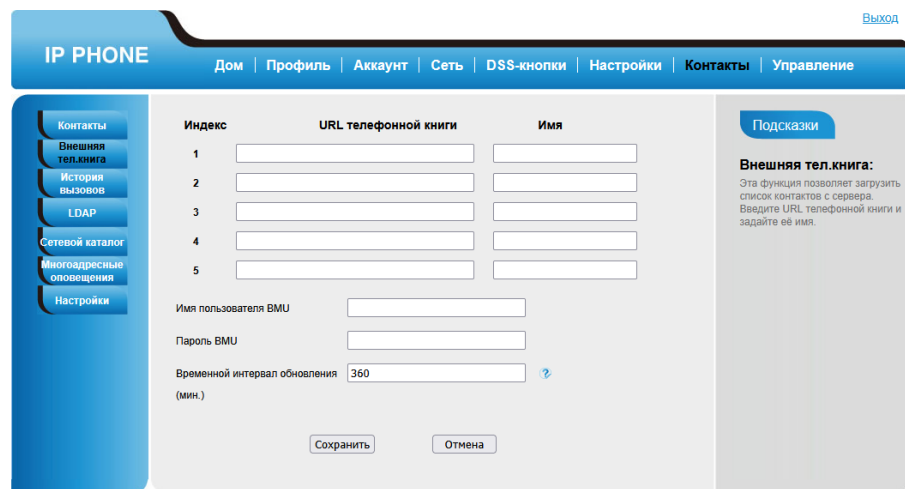 Выход
IP PHONE
Дом | Профиль | Аккаунт | Сеть | DSS-кнопки | Настройки | Контакты | Управление
Контакты
Внешняя
тел.книга
История
вызовов
LDAP
Сетевой каталог
Многоадресные
оповещения
Настройки
Индекс URL телефонной книги Имя
1
2
3
4
5
Имя пользователя BMU
Пароль BMU
Временной интервал обновления 360
(мин.)
Сохранить Отмена
Подсказки
Внешняя тел.книга:
Эта функция позволяет загрузить
список контактов с сервера.
Введите URL телефонной книги и
задайте её имя.